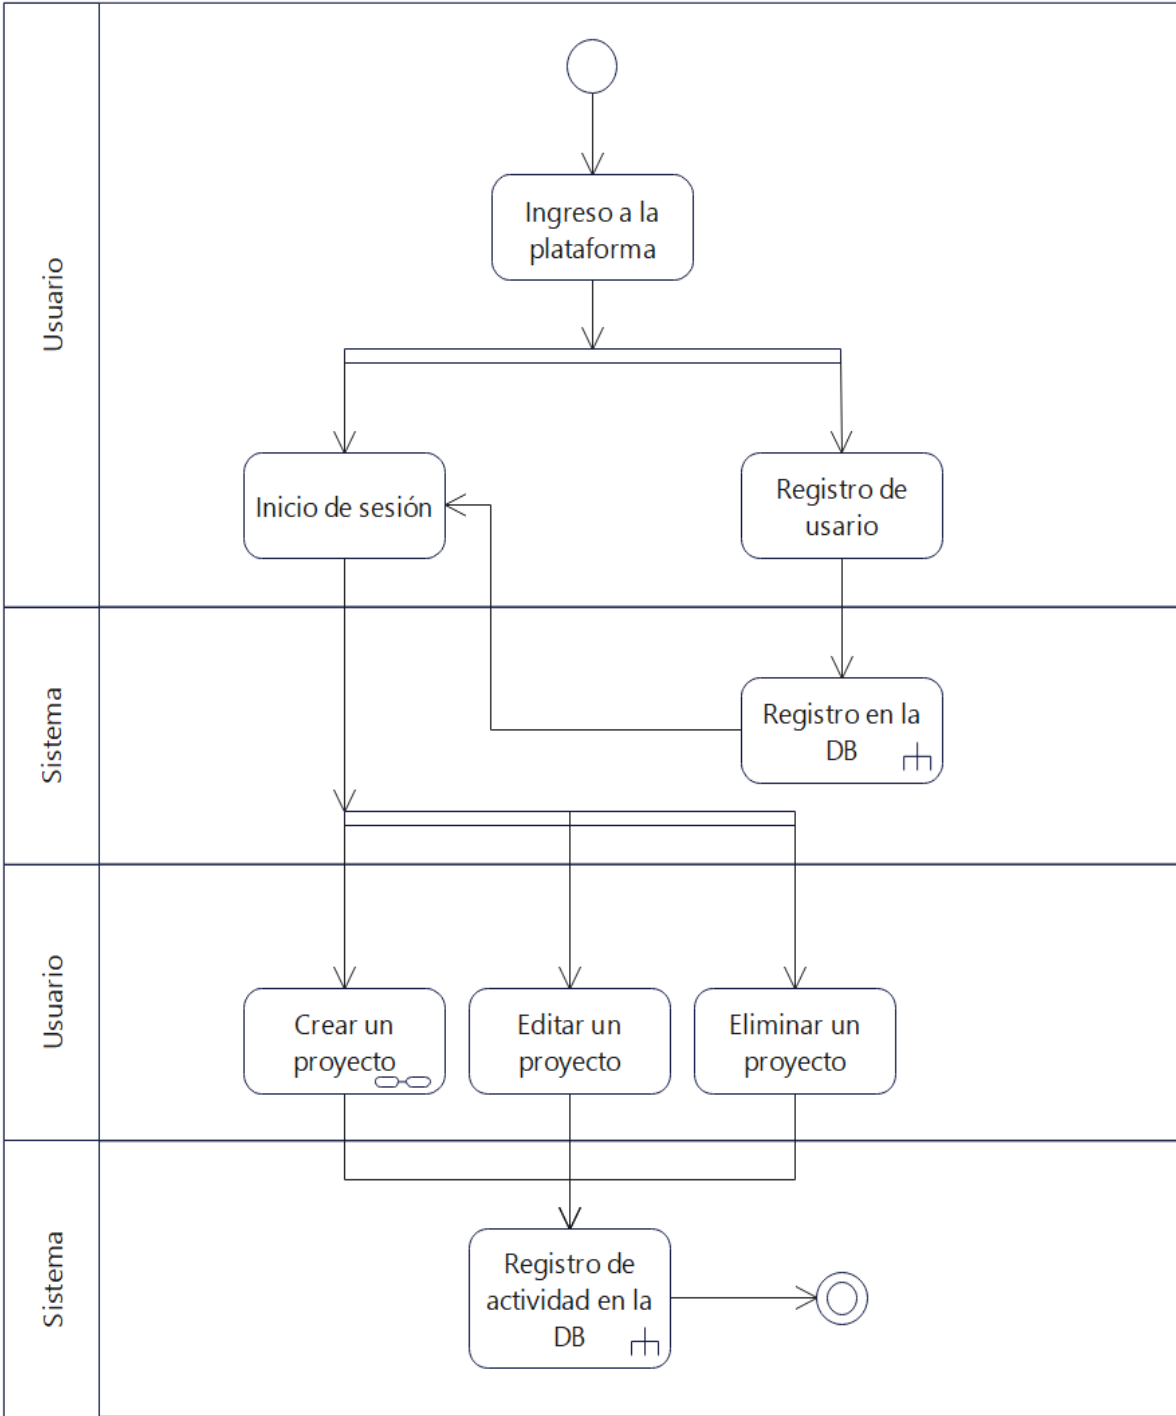 Usuario
Ingreso a la
plataforma
Inicio de sesión
Registro de
usario
Sistema
Registro en la
DB
Usuario
Crear un
proyecto
Editar un
proyecto
Eliminar un
proyecto
Sistema
Registro de
actividad en la
DB